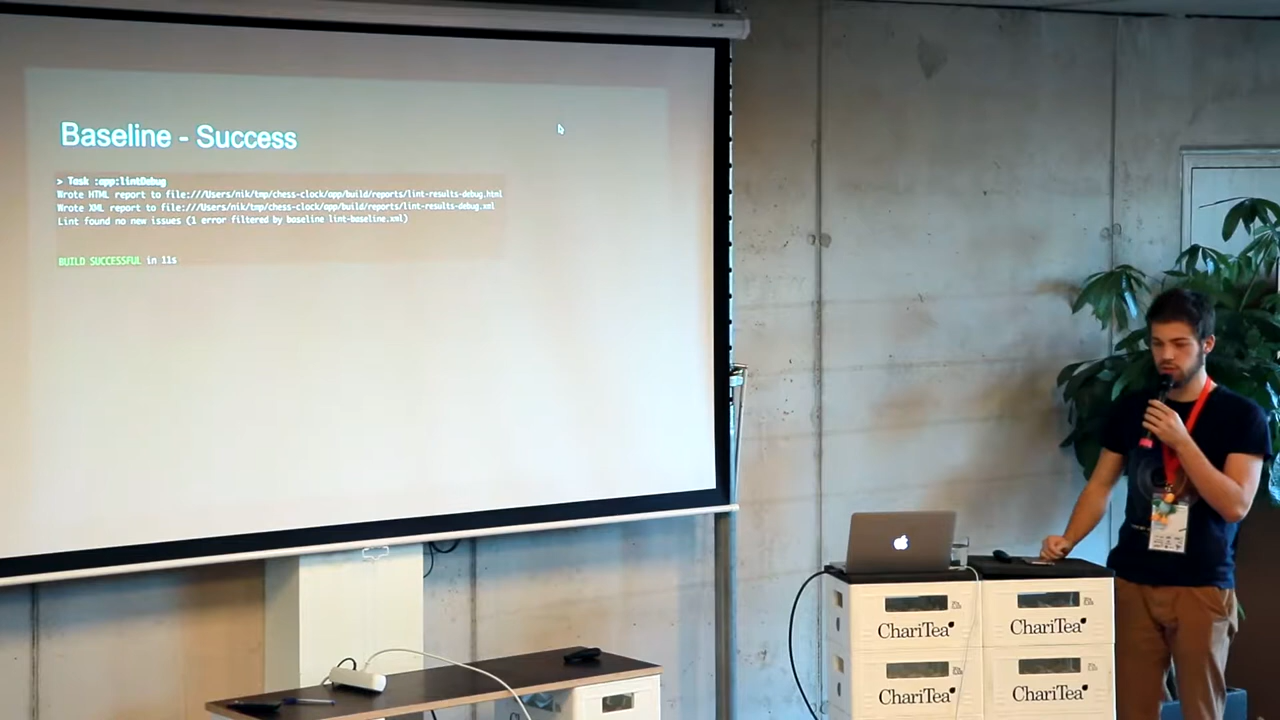 Baseline - Success
> Task :app:lintDebug
Wrote HTML report to file:///Users/nik/tmp/chess-clock/app/build/reports/lint-results-debug.html
Wrote XML report to file:///Users/nik/tmp/chess-clock/app/build/reports/lint-results-debug.xml
Lint found no new issues (1 error filtered by baseline lint-baseline.xml)
BUILD SUCCESSFUL in 11s
ChariTea
ChariTea
ChariTea
ChariTea